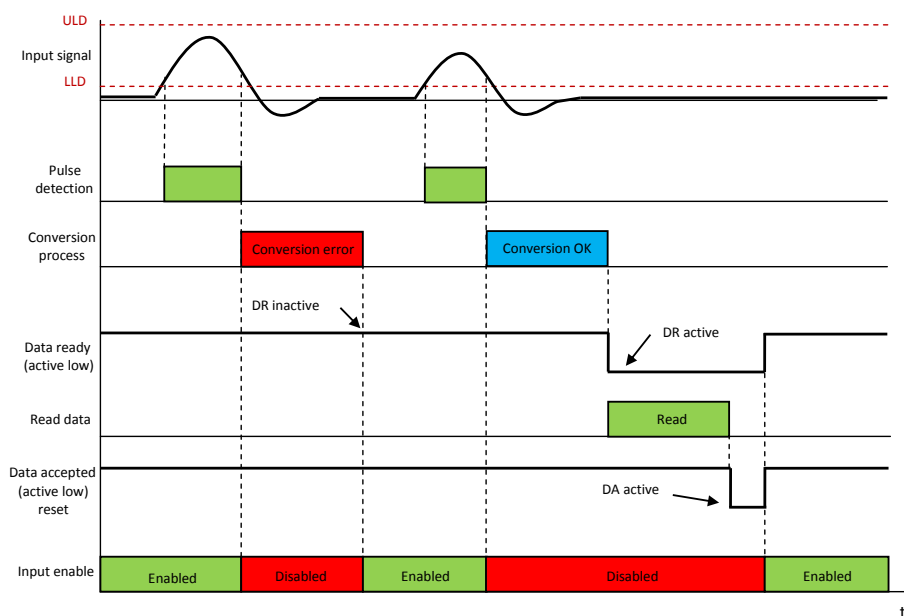 ULD
Input signal
LLD
Pulse
detection
Conversion
process
Conversion error
Conversion OK
DR inactive
DR active
Data ready
(active low)
Read data
Read
Data accepted
(active low)
reset
DA active
Input enable
Enabled
Disabled
Enabled
Disabled
Enabled
t